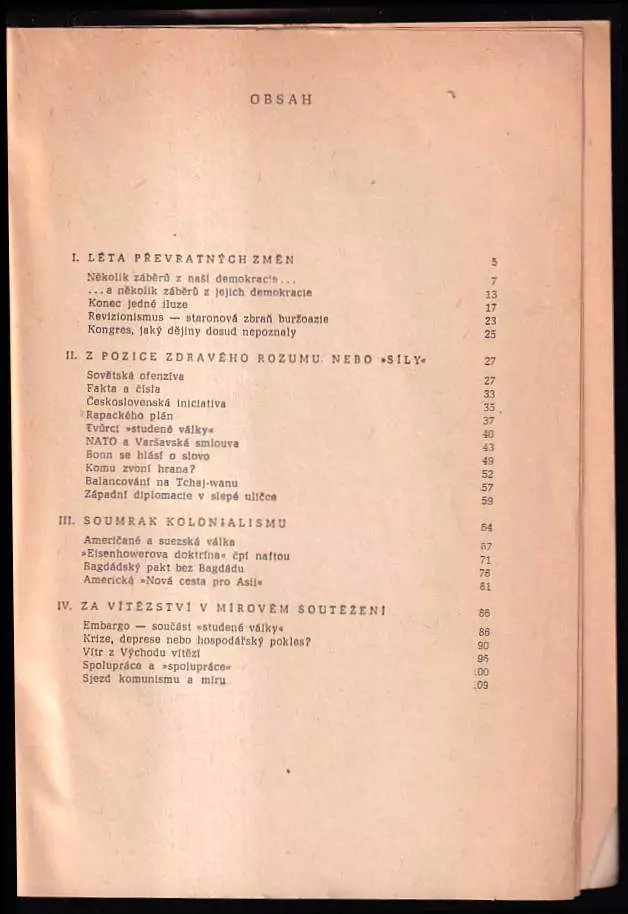 OBSAH
I. LÉTA PŘEVRATNÝCH ZMĚN 5
Několik záběrů z naší demokracie... 7
...a několik záběrů z jejich demokracie 13
Konec jedné iluze 17
Revizionismus — staronová zbraň buržoazie 23
Kongres, jaký dějiny dosud nepoznaly 25
II. Z POZICE ZDRAVÉHO ROZUMU NEBO »SÍLY« 27
Sovětská ofenzíva 27
Fakta a čísla 33
Československá iniciativa 35
Rapackého plán 37
Tvůrci »studené války« 40
NATO a Varšavská smlouva 43
Bonn se hlásí o slovo 49
Komu zvoní hrana? 52
Balancování na Tchaj-wanu 57
Západní diplomacie v slepé uličce 59
III. SOUMRAK KOLONIALISMU 64
Američané a suezská válka 67
»Eisenhowerova doktrína« čpí naftou 71
Bagdádský pakt bez Bagdádu 76
Americká »Nová cesta pro Asii« 81
IV. ZA VÍTĚZSTVÍ V MÍROVÉM SOUTĚŽENÍ 86
Embargo — součást »studené války« 86
Krize, deprese nebo hospodářský pokles? 90
Vítr z Východu vítězí 95
Spolupráce a »spolupráce« 100
Sjezd komunismu a míru 109